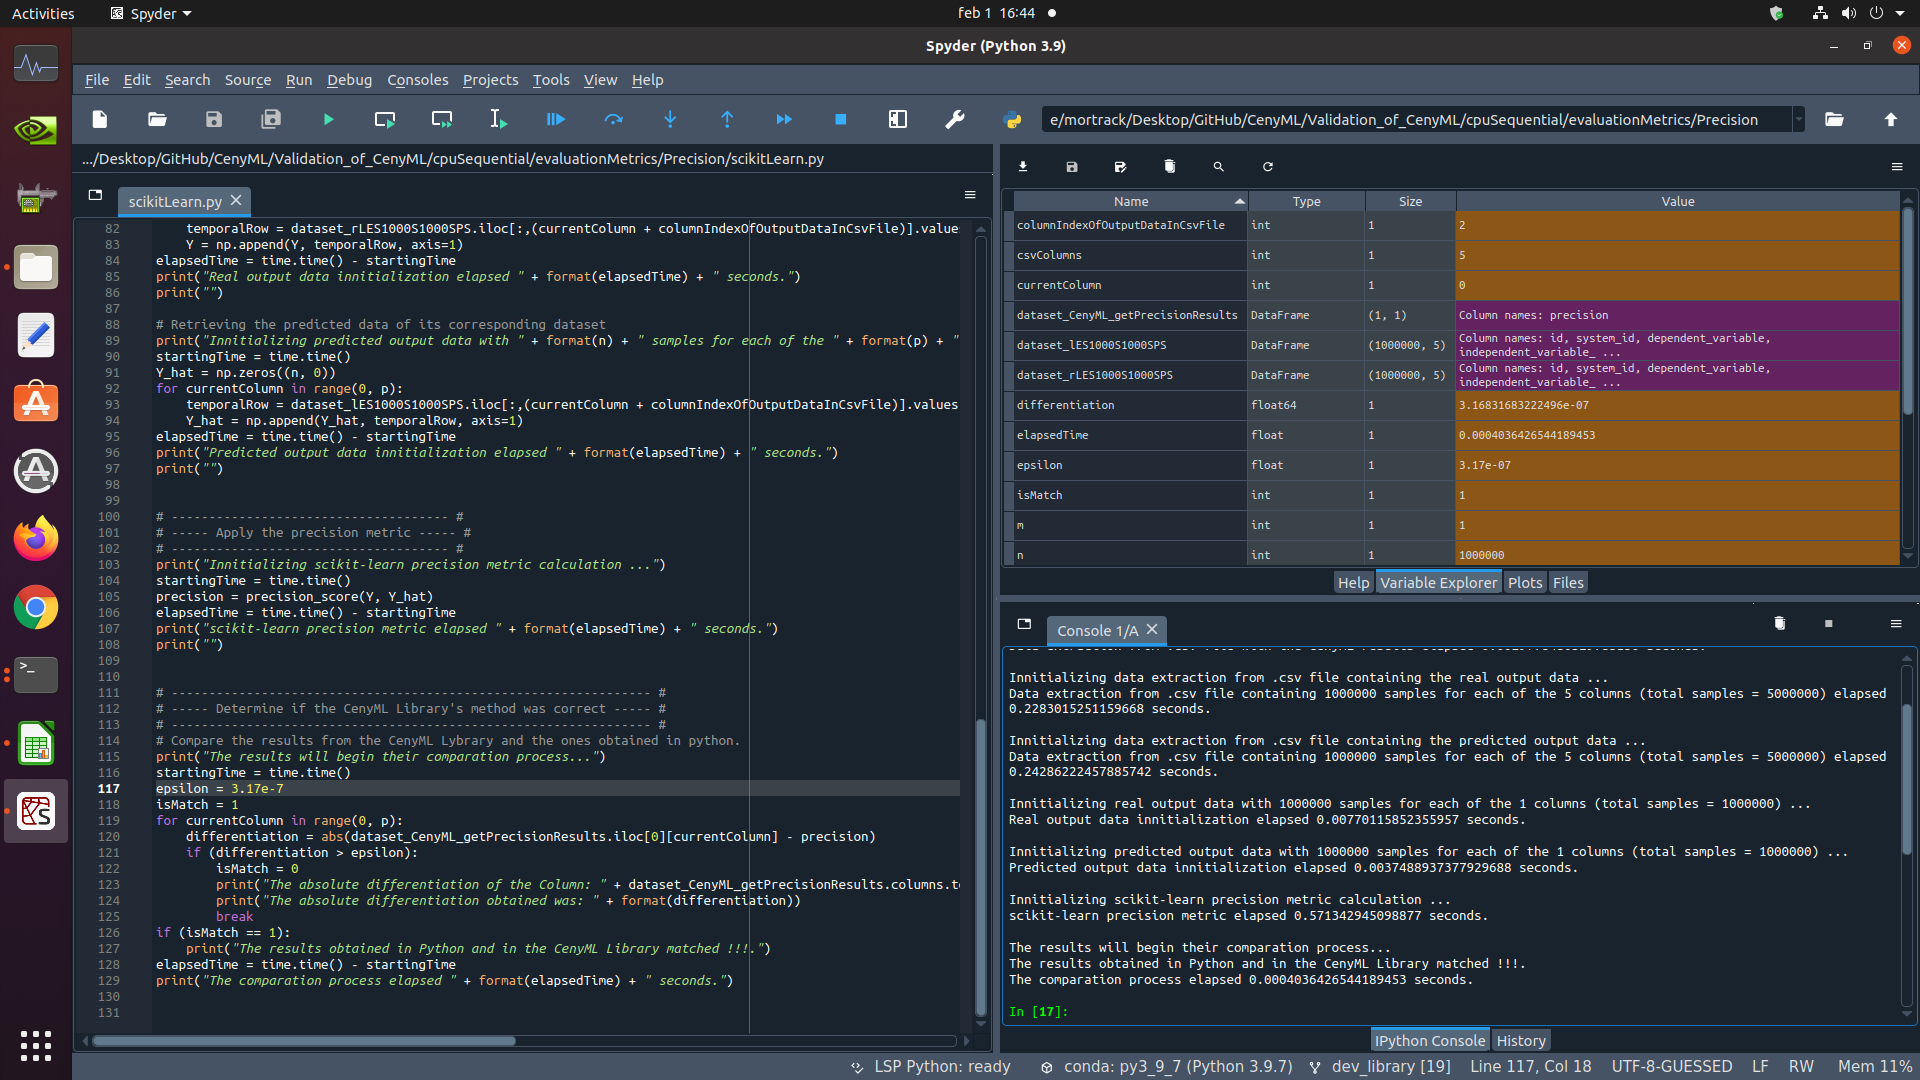 Activities
Spyder
feb 1 16:44
Spyder (Python 3.9)
File Edit Search Source Run Debug Consoles Projects Tools View Help
e/mortrack/Desktop/GitHub/CenyML/Validation_of_CenyML/cpuSequential/evaluationMetrics/Precision
.../Desktop/GitHub/CenyML/Validation_of_CenyML/cpuSequential/evaluationMetrics/Precision/scikitLearn.py
scikitLearn.py
82 temporalRow = dataset_rLES1000S1000SPS.iloc[:,(currentColumn + columnIndexOfOutputDataInCsvFile)].values
83 Y = np.append(Y, temporalRow, axis=1)
84 elapsedTime = time.time() - startingTime
85 print("Real output data innitialization elapsed " + format(elapsedTime) + " seconds.")
86 print("")
87
88 # Retrieving the predicted data of its corresponding dataset
89 print("Innitializing predicted output data with " + format(n) + " samples for each of the " + format(p) + "
90 startingTime = time.time()
91 Y_hat = np.zeros((n, 0))
92 for currentColumn in range(0, p):
93 temporalRow = dataset_lES1000S1000SPS.iloc[:,(currentColumn + columnIndexOfOutputDataInCsvFile)].values
94 Y_hat = np.append(Y_hat, temporalRow, axis=1)
95 elapsedTime = time.time() - startingTime
96 print("Predicted output data innitialization elapsed " + format(elapsedTime) + " seconds.")
97 print("")
98
99
100 # ------------------------------------- #
101 # ----- Apply the precision metric ----- #
102 # ------------------------------------- #
103 print("Innitializing scikit-learn precision metric calculation ...")
104 startingTime = time.time()
105 precision = precision_score(Y, Y_hat)
106 elapsedTime = time.time() - startingTime
107 print("scikit-learn precision metric elapsed " + format(elapsedTime) + " seconds.")
108 print("")
109
110
111 # ---------------------------------------------------------------- #
112 # ----- Determine if the CenyML Library's method was correct ----- #
113 # ---------------------------------------------------------------- #
114 # Compare the results from the CenyML Lybrary and the ones obtained in python.
115 print("The results will begin their comparation process...")
116 startingTime = time.time()
117 epsilon = 3.17e-7
118 isMatch = 1
119 for currentColumn in range(0, p):
120 differentiation = abs(dataset_CenyML_getPrecisionResults.iloc[0][currentColumn] - precision)
121 if (differentiation > epsilon):
122 isMatch = 0
123 print("The absolute differentiation of the Column: " + dataset_CenyML_getPrecisionResults.columns.t
124 print("The absolute differentiation obtained was: " + format(differentiation))
125 break
126 if (isMatch == 1):
127 print("The results obtained in Python and in the CenyML Library matched !!!.")
128 elapsedTime = time.time() - startingTime
129 print("The comparation process elapsed " + format(elapsedTime) + " seconds.")
130
131
Name Type Size Value
columnIndexOfOutputDataInCsvFile int 1 2
csvColumns int 1 5
currentColumn int 1 0
dataset_CenyML_getPrecisionResults DataFrame (1, 1) Column names: precision
dataset_lES1000S1000SPS DataFrame (1000000, 5) Column names: id, system_id, dependent_variable,
independent_variable_ ...
dataset_rLES1000S1000SPS DataFrame (1000000, 5) Column names: id, system_id, dependent_variable,
independent_variable_ ...
differentiation float64 1 3.16831683222496e-07
elapsedTime float 1 0.0004036426544189453
epsilon float 1 3.17e-07
isMatch int 1 1
m int 1 1
n int 1 1000000
Help Variable Explorer Plots Files
Console 1/A
Innitializing data extraction from .csv file containing the real output data ...
Data extraction from .csv file containing 1000000 samples for each of the 5 columns (total samples = 5000000) elapsed
0.2283015251159668 seconds.
Innitializing data extraction from .csv file containing the predicted output data ...
Data extraction from .csv file containing 1000000 samples for each of the 5 columns (total samples = 5000000) elapsed
0.24286222457885742 seconds.
Innitializing real output data with 1000000 samples for each of the 1 columns (total samples = 1000000) ...
Real output data innitialization elapsed 0.00770115852355957 seconds.
Innitializing predicted output data with 1000000 samples for each of the 1 columns (total samples = 1000000) ...
Predicted output data innitialization elapsed 0.0037488937377929688 seconds.
Innitializing scikit-learn precision metric calculation ...
scikit-learn precision metric elapsed 0.571342945098877 seconds.
The results will begin their comparation process...
The results obtained in Python and in the CenyML Library matched !!!.
The comparation process elapsed 0.0004036426544189453 seconds.
In [17]:
IPython Console History
LSP Python: ready conda: py3_9_7 (Python 3.9.7) dev_library [19] Line 117, Col 18 UTF-8-GUESSED LF RW Mem 11%